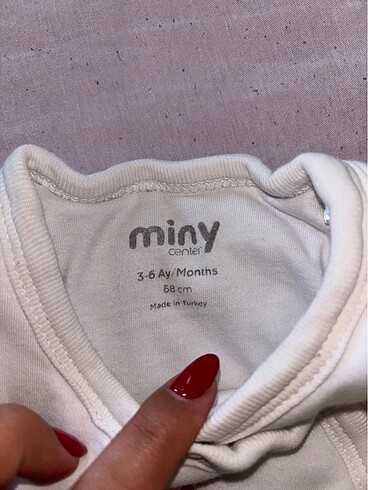 miny
center
3-6 Ay/Months
68 cm
Made in Turkey